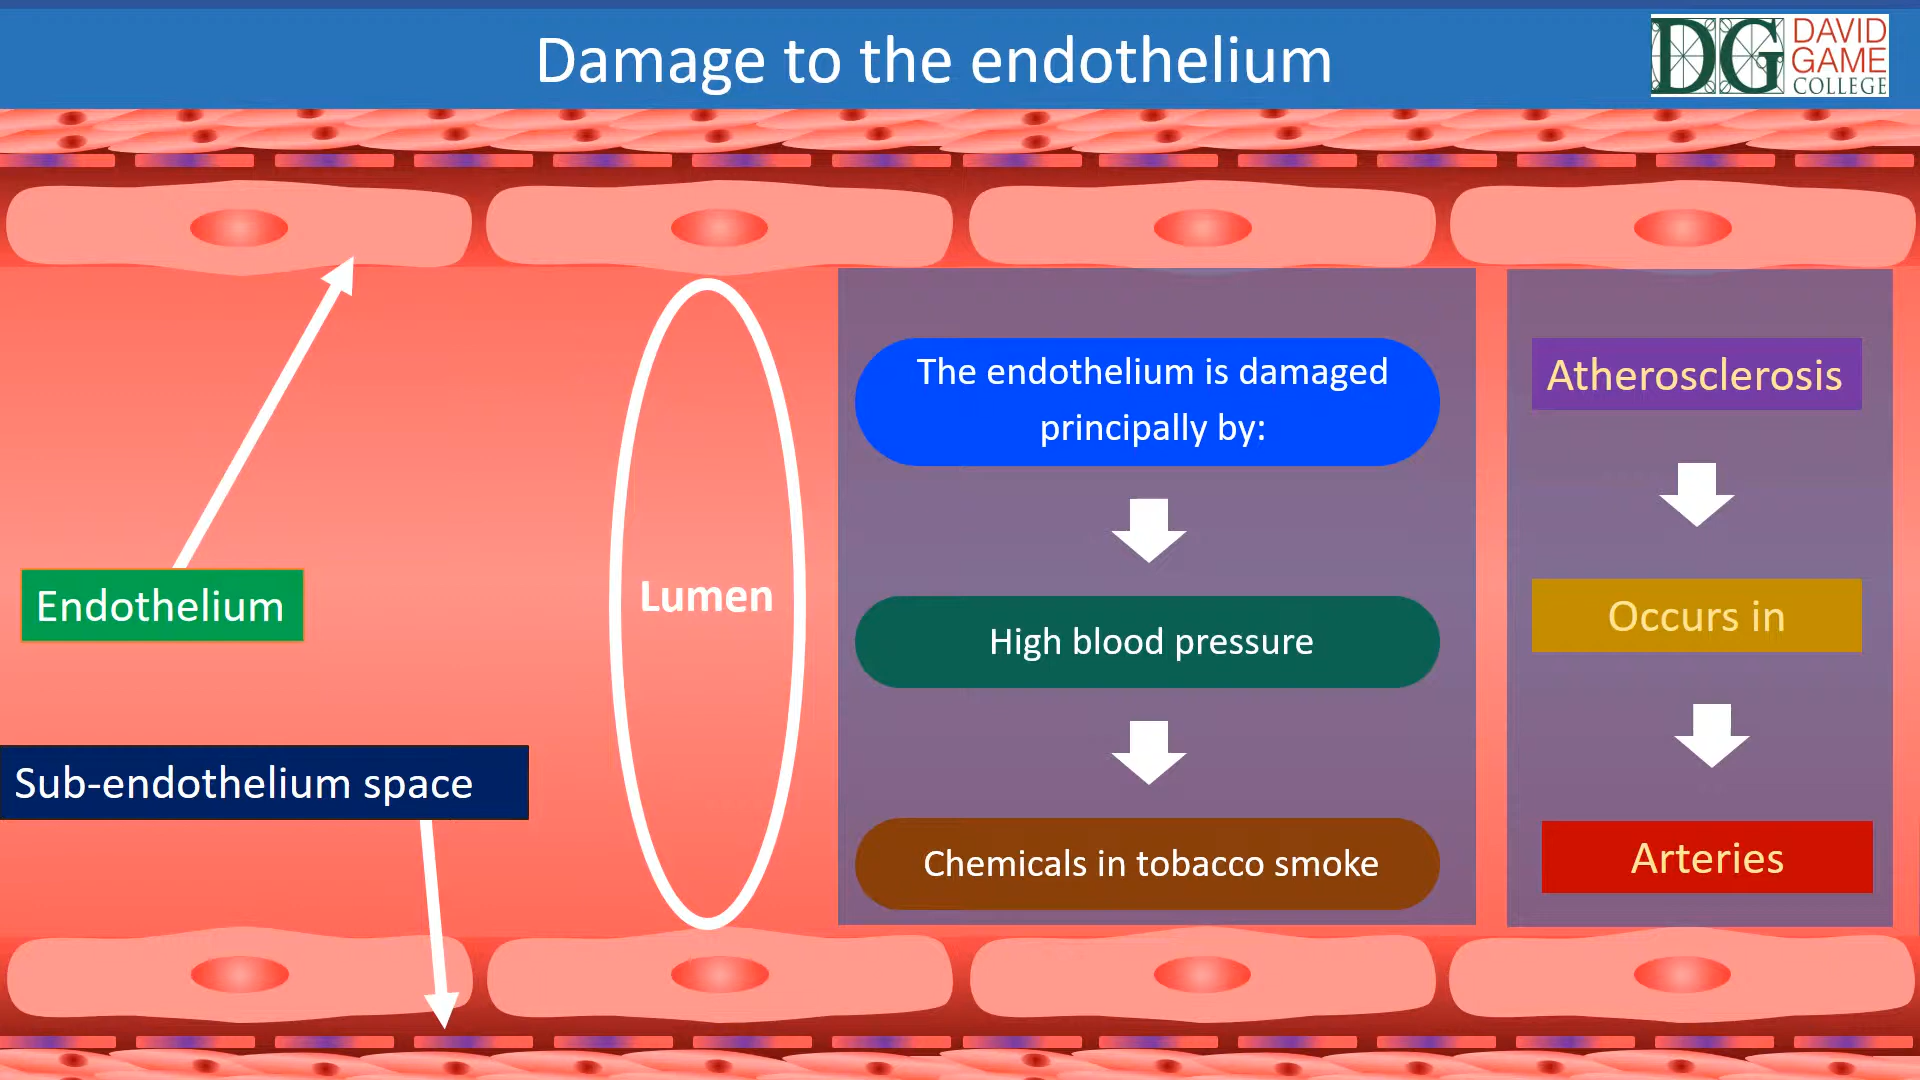 Damage to the endothelium
DG DAVID
GAME
COLLEGE
Endothelium
Sub-endothelium space
Lumen
The endothelium is damaged
principally by:
High blood pressure
Chemicals in tobacco smoke
Atherosclerosis
Occurs in
Arteries